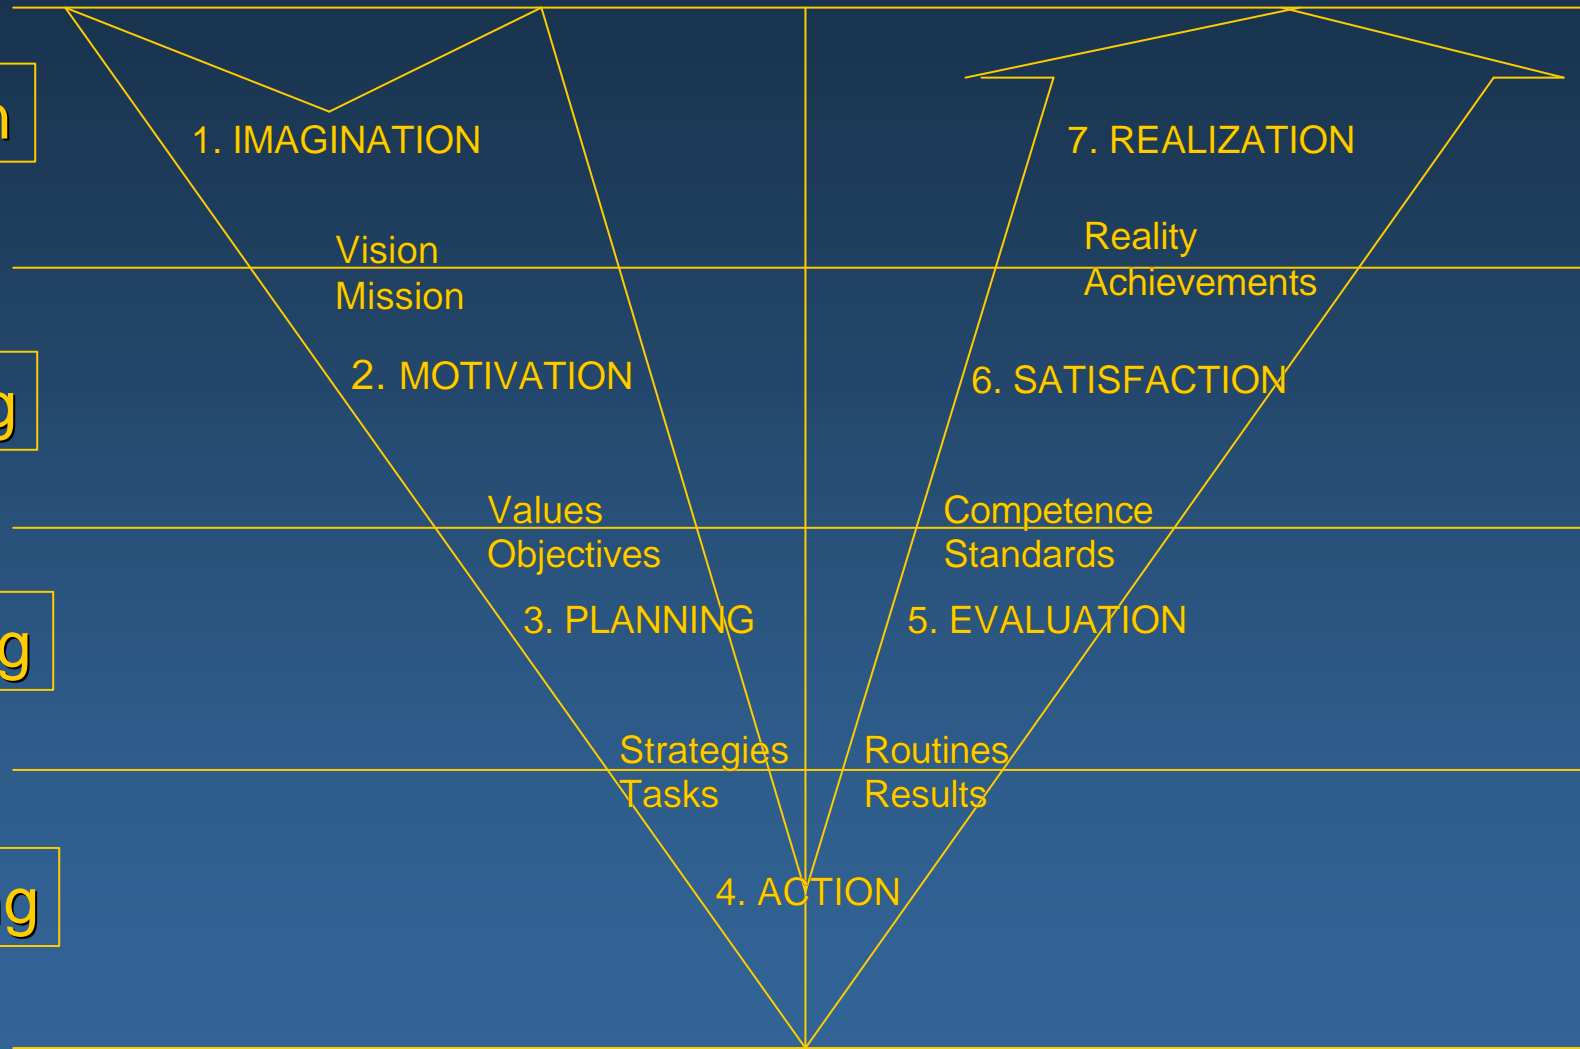 1. IMAGINATION
7. REALIZATION
Vision
Mission
Reality
Achievements
2. MOTIVATION
6. SATISFACTION
Values
Objectives
Competence
Standards
3. PLANNING
5. EVALUATION
Strategies
Tasks
Routines
Results
4. ACTION